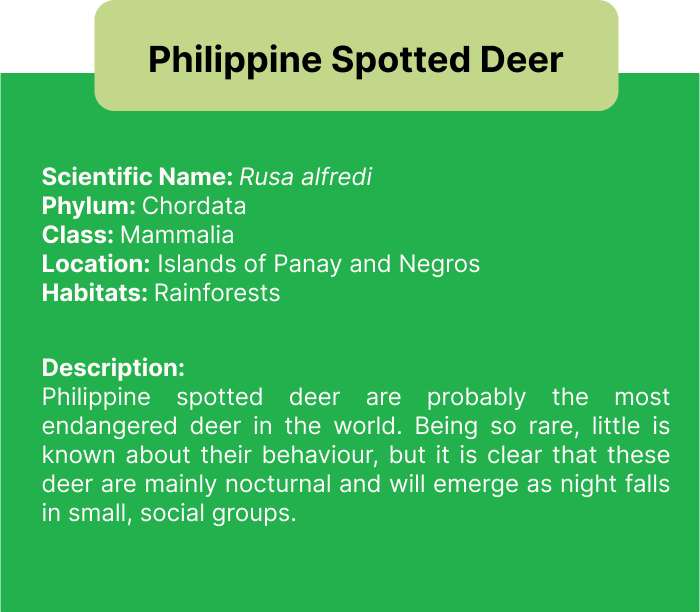 Philippine Spotted Deer
Scientific Name: Rusa alfredi
Phylum: Chordata
Class: Mammalia
Location: Islands of Panay and Negros
Habitats: Rainforests
Description:
Philippine spotted deer are probably the most
endangered deer in the world. Being so rare, little is
known about their behaviour, but it is clear that these
deer are mainly nocturnal and will emerge as night falls
in small, social groups.